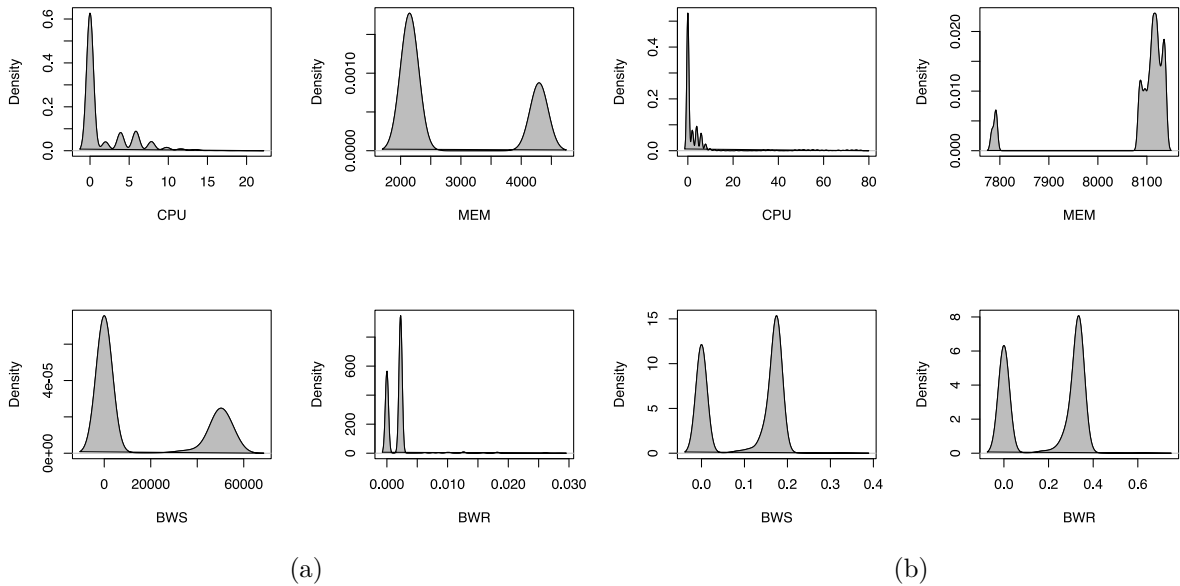 Density
0.0 0.2 0.4 0.6
0 5 10 15 20
CPU
Density
0.0000 0.0010
2000 3000 4000
MEM
Density
0.0 0.2 0.4
0 20 40 60 80
CPU
Density
0.000 0.010 0.020
7800 7900 8000 8100
MEM
Density
0e+00 4e-05
0 20000 60000
BWS
Density
0 200 600
0.000 0.010 0.020 0.030
BWR
Density
0 5 10 15
0.0 0.1 0.2 0.3 0.4
BWS
Density
0 2 4 6 8
0.0 0.2 0.4 0.6
BWR
(a)
(b)